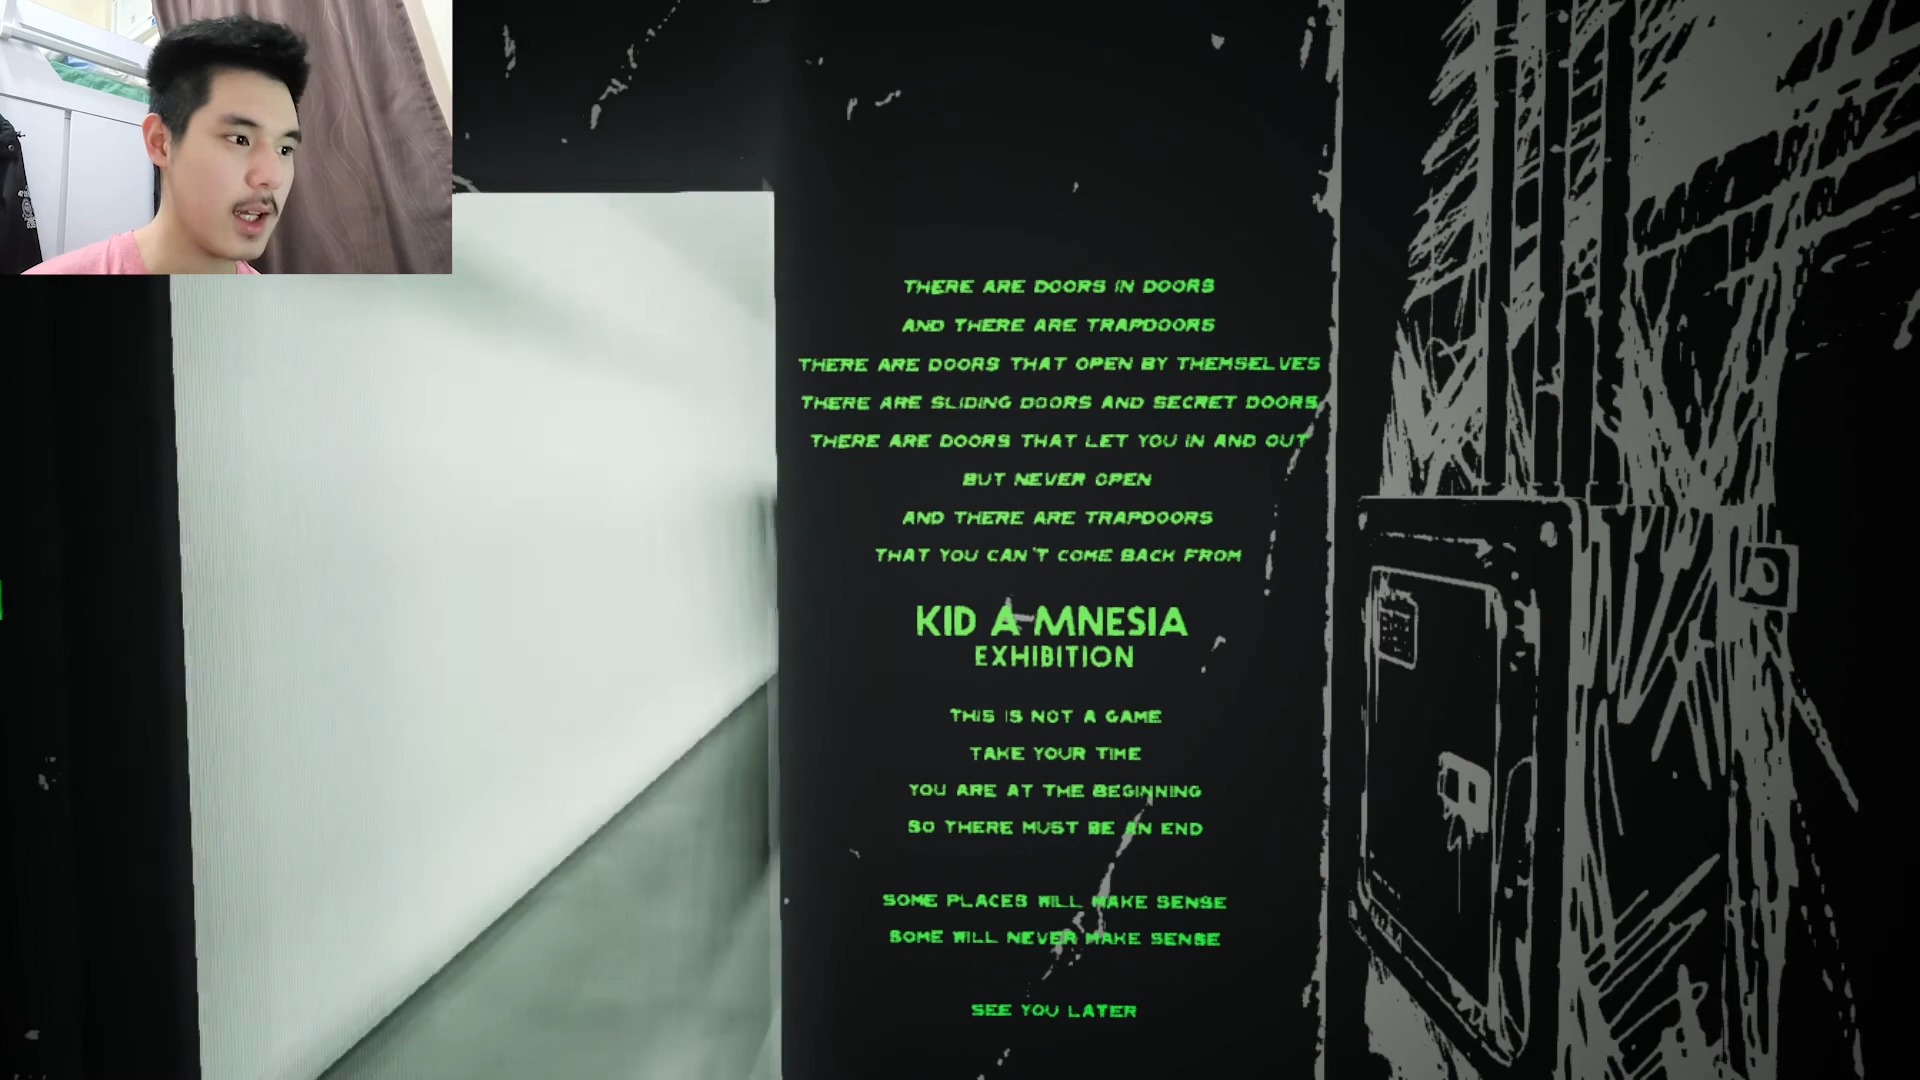 THERE ARE DOORS IN DOORS
AND THERE ARE TRAPDOORS
THERE ARE DOORS THAT OPEN BY THEMSELVES
THERE ARE SLIDING DOORS AND SECRET DOORS
THERE ARE DOORS THAT LET YOU IN AND OUT
BUT NEVER OPEN
AND THERE ARE TRAPDOORS
THAT YOU CAN'T COME BACK FROM
KID A MNESIA
EXHIBITION
THIS IS NOT A GAME
TAKE YOUR TIME
YOU ARE AT THE BEGINNING
SO THERE MUST BE AN END
SOME PLACES WILL MAKE SENSE
SOME WILL NEVER MAKE SENSE
SEE YOU LATER